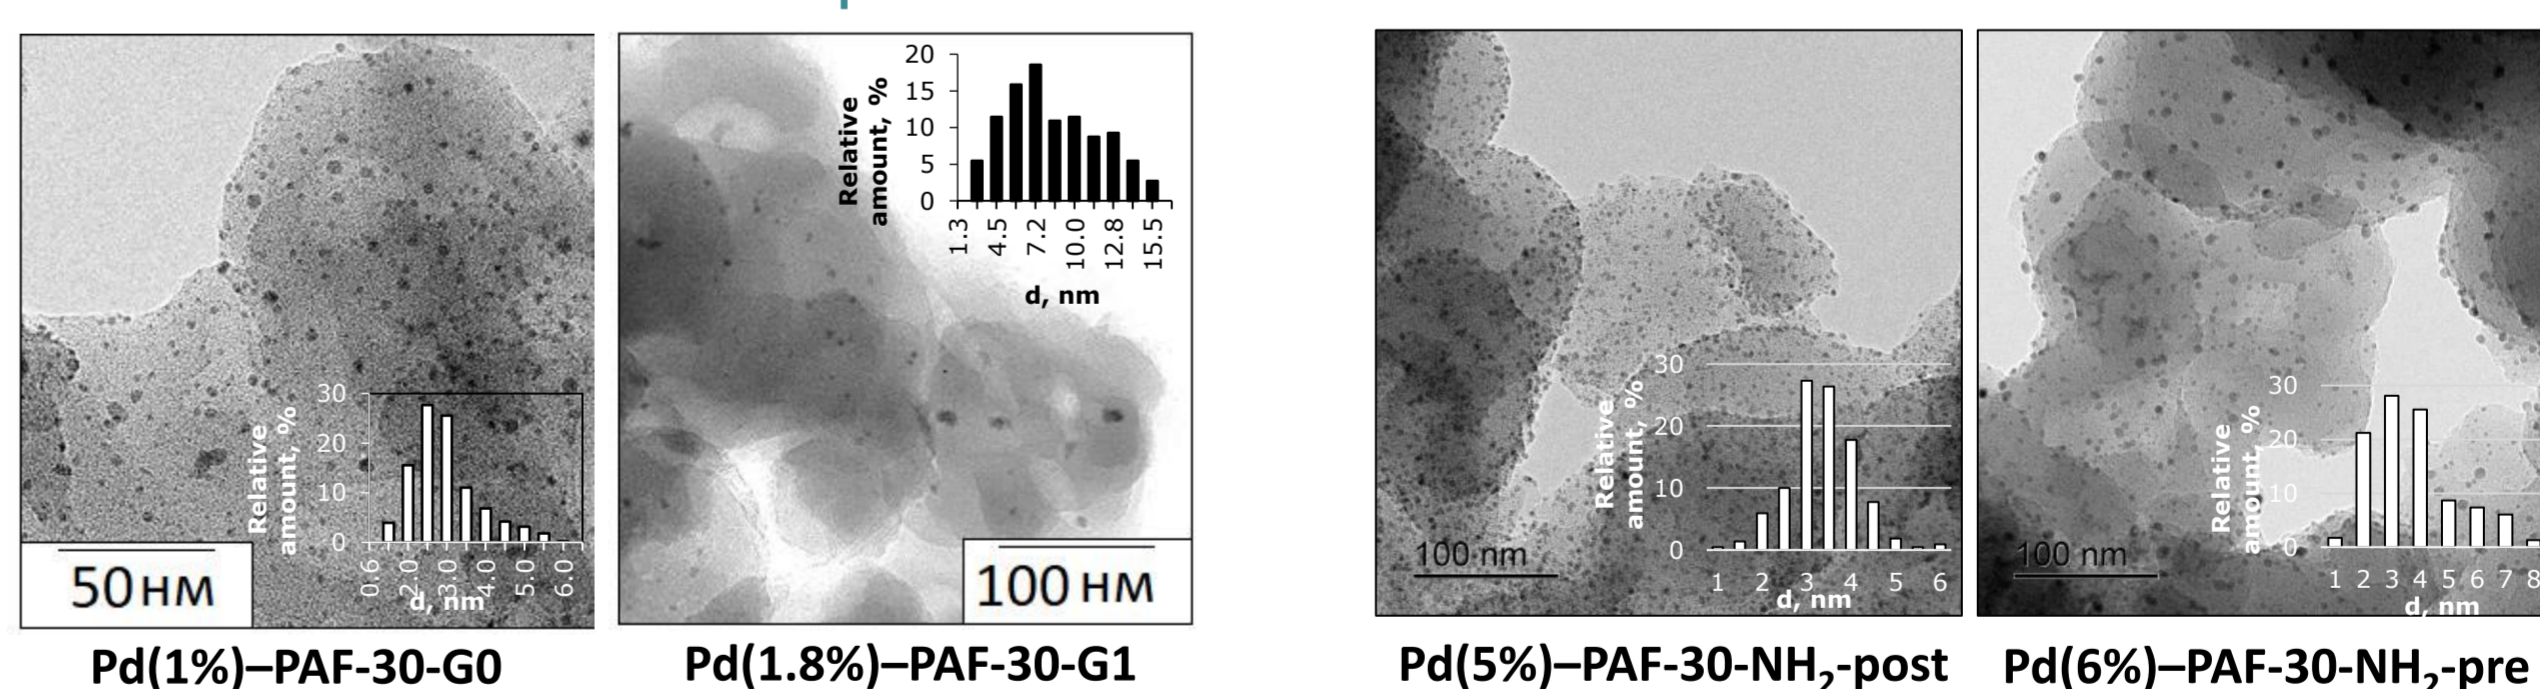 30
20
10
0
Relative
amount, %
0.6
2.0
3.0
4.0
5.0
6.0
d, nm
50 нм
Pd(1%)–PAF-30-G0
20
15
10
5
0
Relative
amount, %
1.3
4.5
7.2
10.0
12.8
15.5
d, nm
100 нм
Pd(1.8%)–PAF-30-G1
30
20
10
0
Relative
amount, %
1 2 3 4 5 6
d, nm
100 nm
Pd(5%)–PAF-30-NH₂-post
30
20
10
0
Relative
amount, %
1 2 3 4 5 6 7 8
d, nm
100 nm
Pd(6%)–PAF-30-NH₂-pre